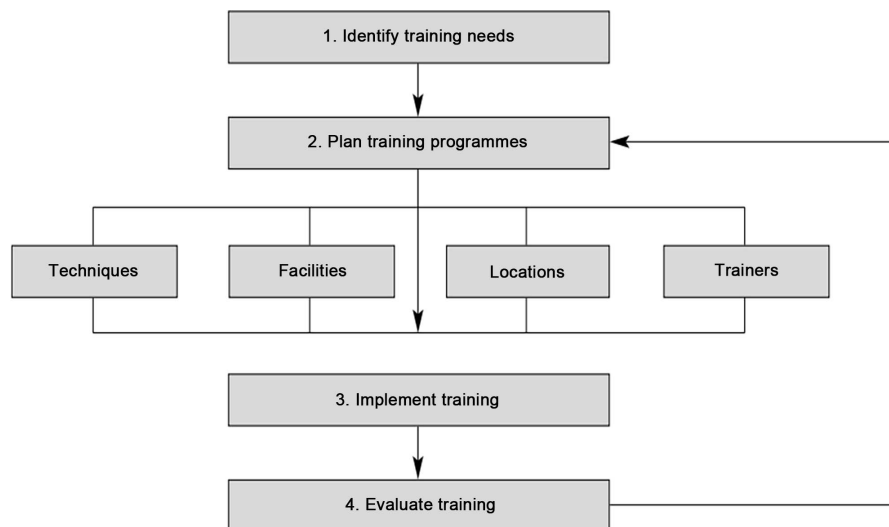 1. Identify training needs
2. Plan training programmes
Techniques
Facilities
Locations
Trainers
3. Implement training
4. Evaluate training